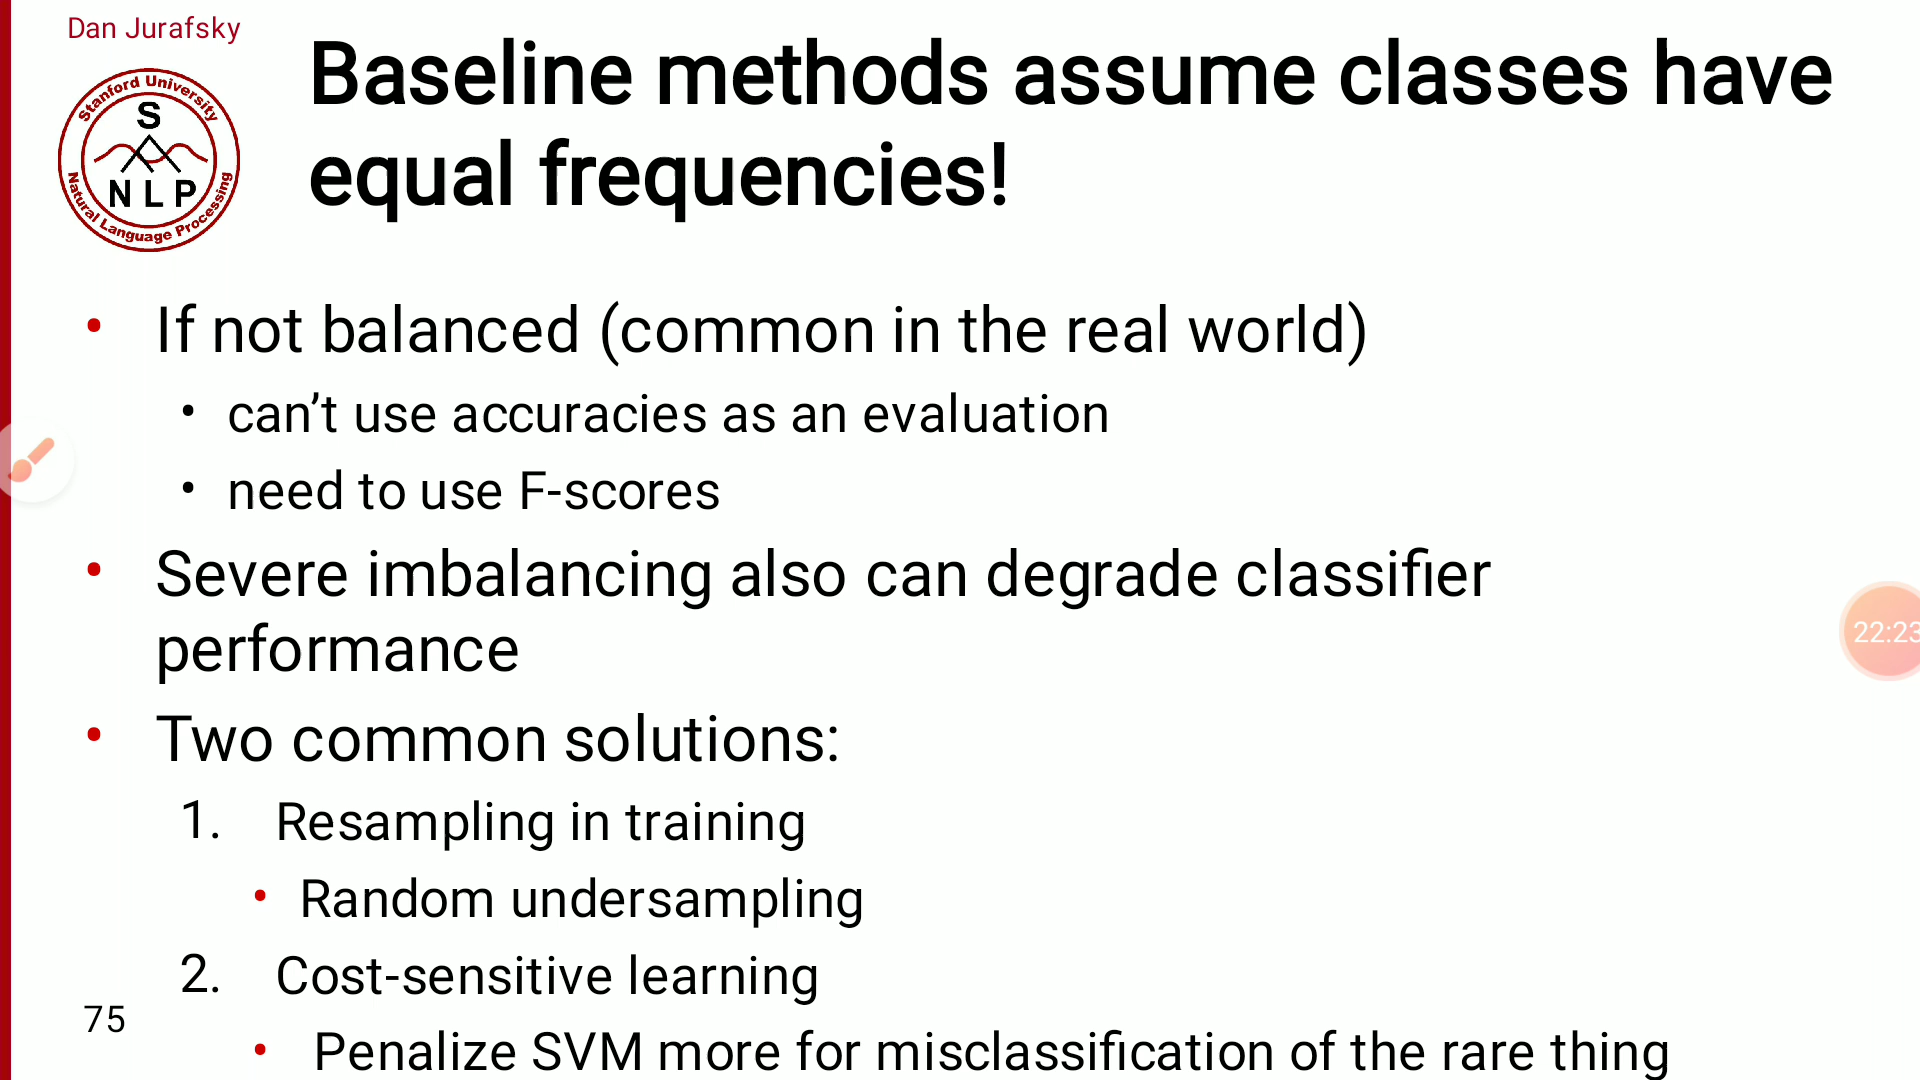 Dan Jurafsky
Stanford University
S
NLP
Natural Language Processing
Baseline methods assume classes have
equal frequencies!
• If not balanced (common in the real world)
• can’t use accuracies as an evaluation
• need to use F-scores
• Severe imbalancing also can degrade classifier
performance
• Two common solutions:
1. Resampling in training
• Random undersampling
2. Cost-sensitive learning
• Penalize SVM more for misclassification of the rare thing
75
22:23